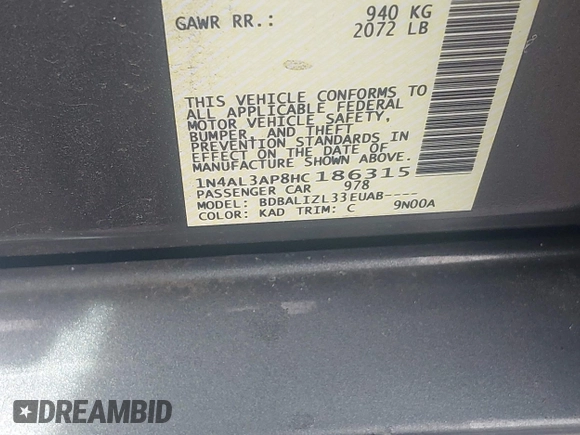 GAWR RR.: 940 KG
2072 LB
THIS VEHICLE CONFORMS TO
ALL APPLICABLE FEDERAL
MOTOR VEHICLE SAFETY,
BUMPER, AND THEFT
PREVENTION STANDARDS IN
EFFECT ON THE DATE OF
MANUFACTURE SHOWN ABOVE.
1N4AL3AP8HC186315
PASSENGER CAR 978
MODEL: BDBALIZL33EUAB----
COLOR: KAD TRIM: C 9N00A
DREAMBID